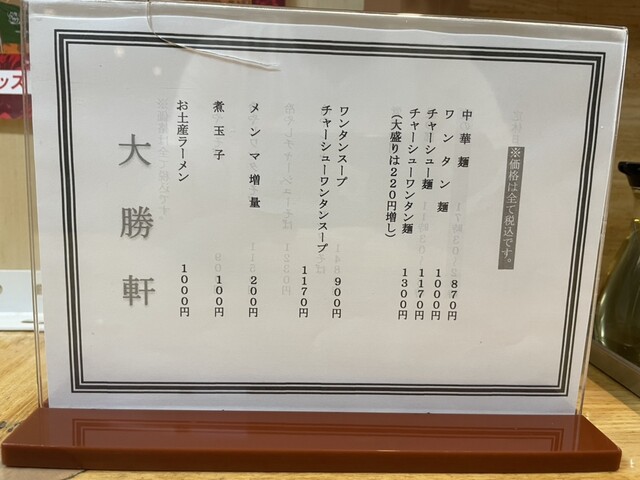 ※価格は全て税込です。
中華麺 870円
ワンタン麺 1000円
チャーシュー麺 1170円
チャーシューワンタン麺 1300円
(大盛りは220円増し)
ワンタンスープ 900円
チャーシューワンタンスープ 1170円
メンマ増量 200円
煮玉子 100円
お土産ラーメン 1000円
大勝軒